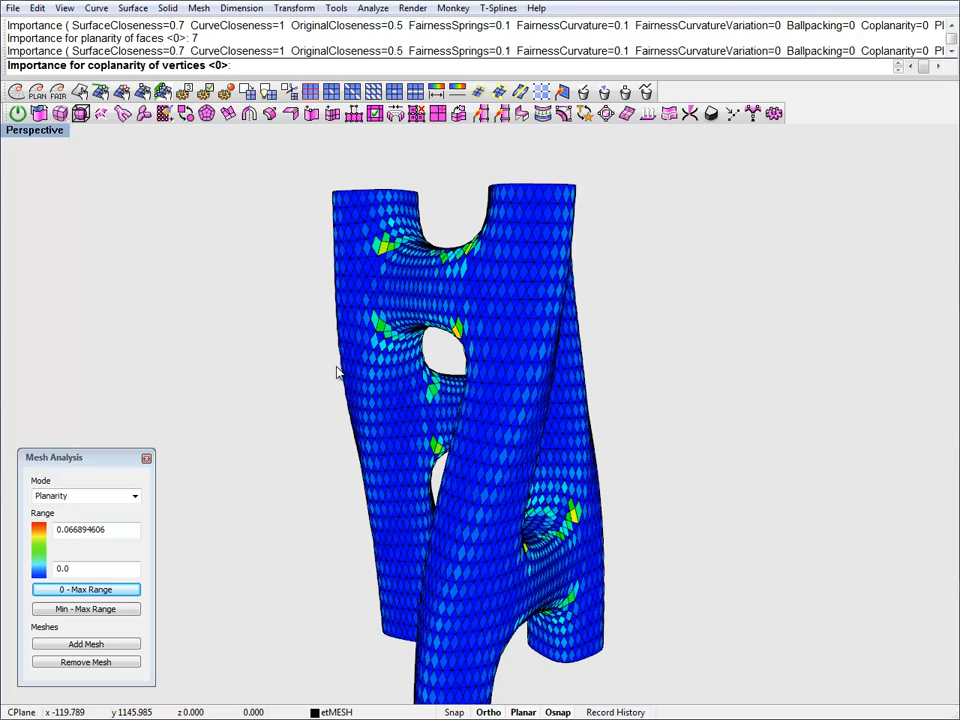 File Edit View Curve Surface Solid Mesh Dimension Transform Tools Analyze Render Monkey T-Splines Help
Importance ( SurfaceCloseness=0.7 CurveCloseness=1 OriginalCloseness=0.5 FairnessSprings=0.1 FairnessCurvature=0.1 FairnessCurvatureVariation=0 Ballpacking=0 Coplanarity=0 Pl
Importance for planarity of faces <0>: 7
Importance ( SurfaceCloseness=0.7 CurveCloseness=1 OriginalCloseness=0.5 FairnessSprings=0.1 FairnessCurvature=0.1 FairnessCurvatureVariation=0 Ballpacking=0 Coplanarity=0 Pl
Importance for coplanarity of vertices <0>:
PLAN FAIR
Perspective
Mesh Analysis
Mode
Planarity
Range
0.066894606
0.0
0 - Max Range
Min - Max Range
Meshes
Add Mesh
Remove Mesh
CPlane x -119.789 y 1145.985 z 0.000 0.000 etMESH Snap Ortho Planar Osnap Record History